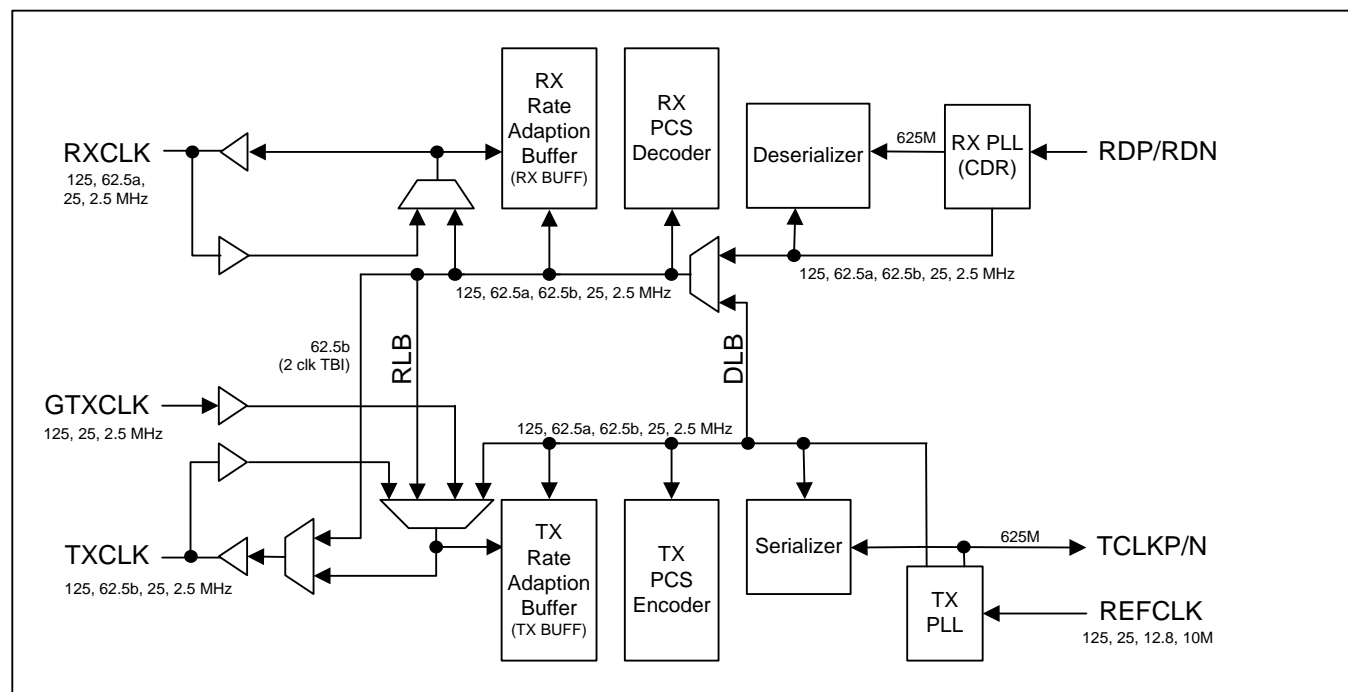 RX
Rate
Adaption
Buffer
(RX BUFF)
RX
PCS
Decoder
Deserializer
625M
RX PLL
(CDR)
RDP/RDN
RXCLK
125, 62.5a,
25, 2.5 MHz
125, 62.5a, 62.5b, 25, 2.5 MHz
125, 62.5a, 62.5b, 25, 2.5 MHz
62.5b
(2 clk TBI)
RLB
DLB
GTXCLK
125, 25, 2.5 MHz
125, 62.5a, 62.5b, 25, 2.5 MHz
TXCLK
125, 62.5b, 25, 2.5 MHz
TX
Rate
Adaption
Buffer
(TX BUFF)
TX
PCS
Encoder
Serializer
625M
TCLKP/N
TX
PLL
REFCLK
125, 25, 12.8, 10M